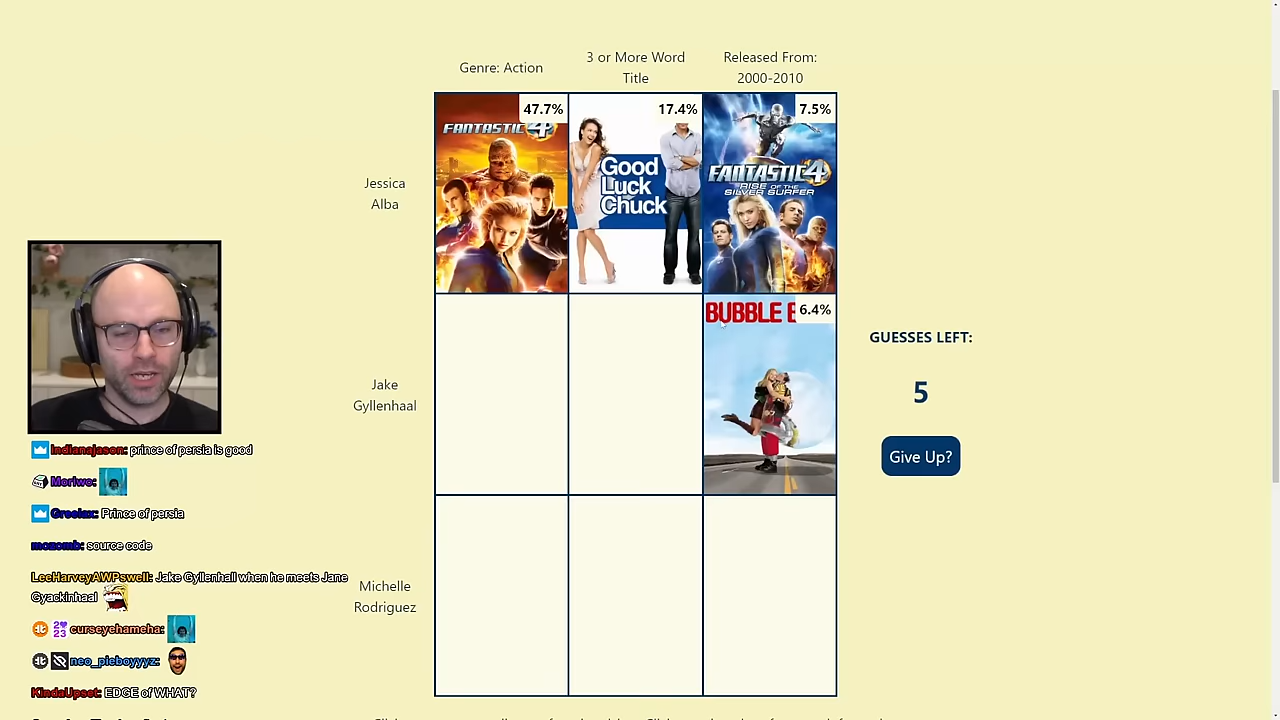 Genre: Action
3 or More Word
Title
Released From:
2000-2010
47.7%
17.4%
7.5%
FANTASTIC 4
Good
Luck
Chuck
FANTASTIC 4
RISE OF THE
SILVER SURFER
Jessica
Alba
BUBBLE B
6.4%
Jake
Gyllenhaal
GUESSES LEFT:
5
Give Up?
Michelle
Rodriguez
Indianajason: prince of persia is good
Moriwo:
Greelax: Prince of persia
mozomb: source code
LeeHarveyAWPswell: Jake Gyllenhall when he meets Jane
Gyackinhaal
2
23
curseyehameha:
neo_pieboyyyz:
KindaUpset: EDGE of WHAT?